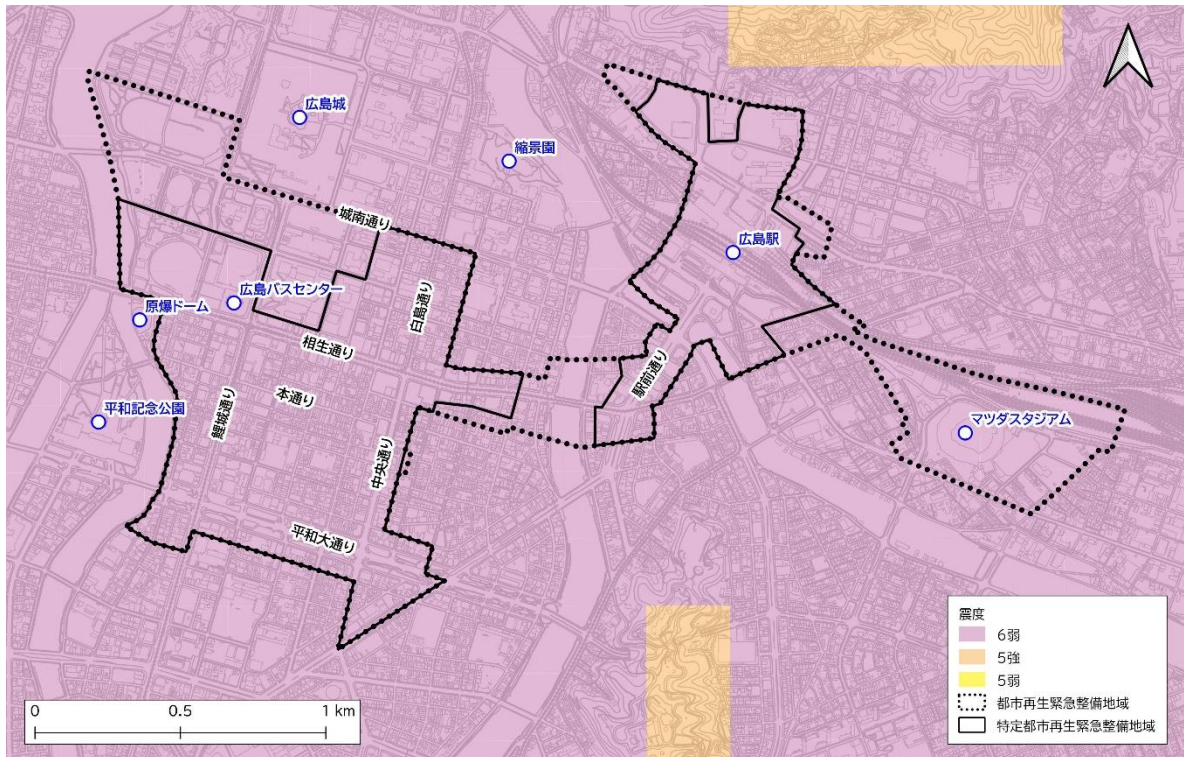 広島城
縮景園
城南通り
広島駅
白島通り
広島バスセンター
原爆ドーム
相生通り
駅前通り
本通り
鯉城通り
平和記念公園
中央通り
マツダスタジアム
平和大通り
震度
6弱
5強
5弱
都市再生緊急整備地域
特定都市再生緊急整備地域
0 0.5 1 km